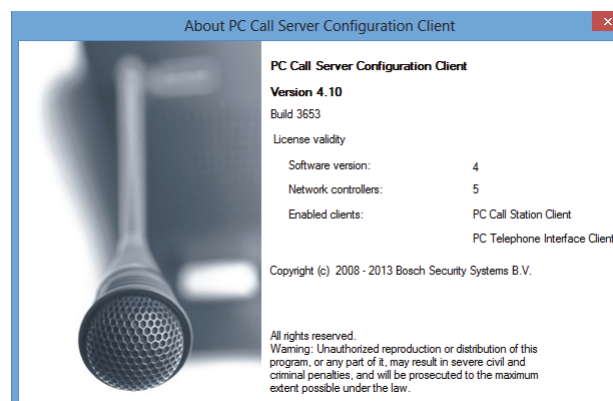 About PC Call Server Configuration Client
PC Call Server Configuration Client
Version 4.10
Build 3653
License validity
Software version: 4
Network controllers: 5
Enabled clients: PC Call Station Client
PC Telephone Interface Client
Copyright (c) 2008 - 2013 Bosch Security Systems B.V.
All rights reserved.
Warning: Unauthorized reproduction or distribution of this
program, or any part of it, may result in severe civil and
criminal penalties, and will be prosecuted to the maximum
extent possible under the law.